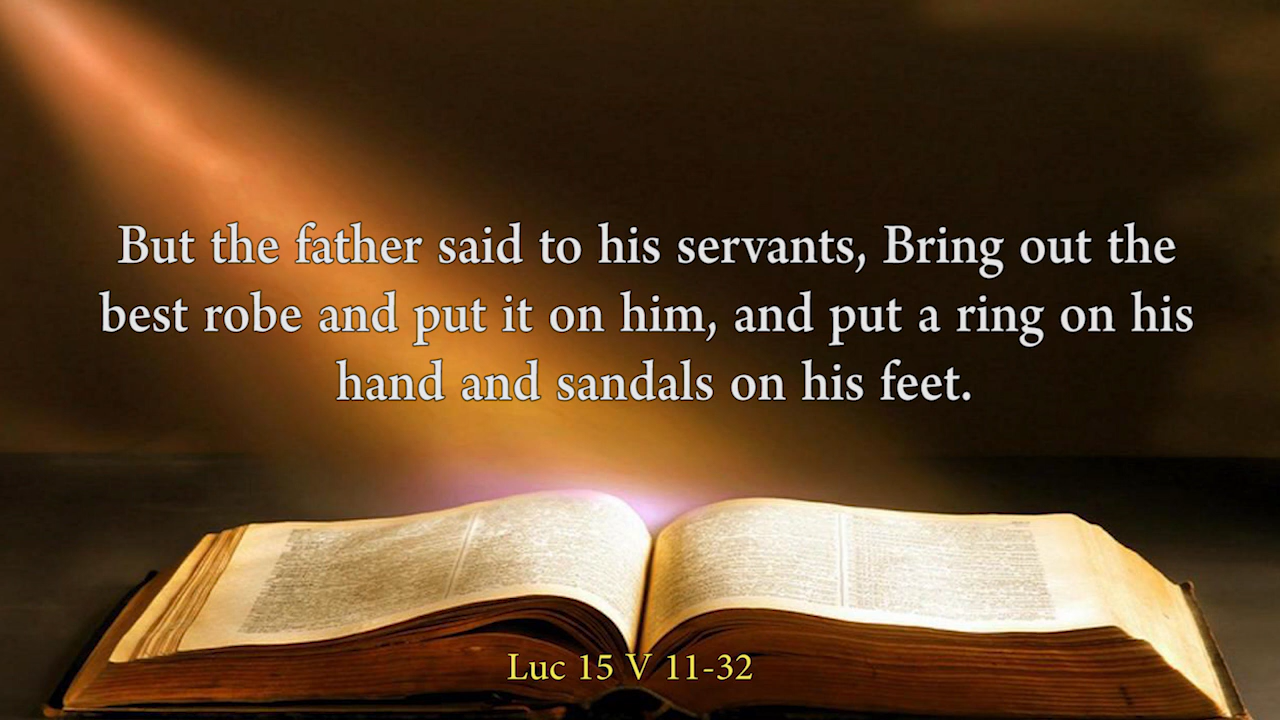 But the father said to his servants, Bring out the
best robe and put it on him, and put a ring on his
hand and sandals on his feet.
Luc 15 V 11-32